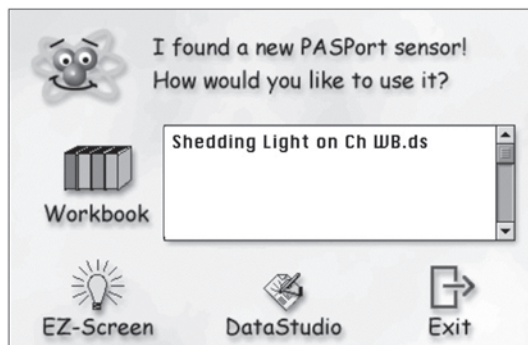 I found a new PASPort sensor!
How would you like to use it?
Shedding Light on Ch WB.ds
Workbook
EZ-Screen
DataStudio
Exit